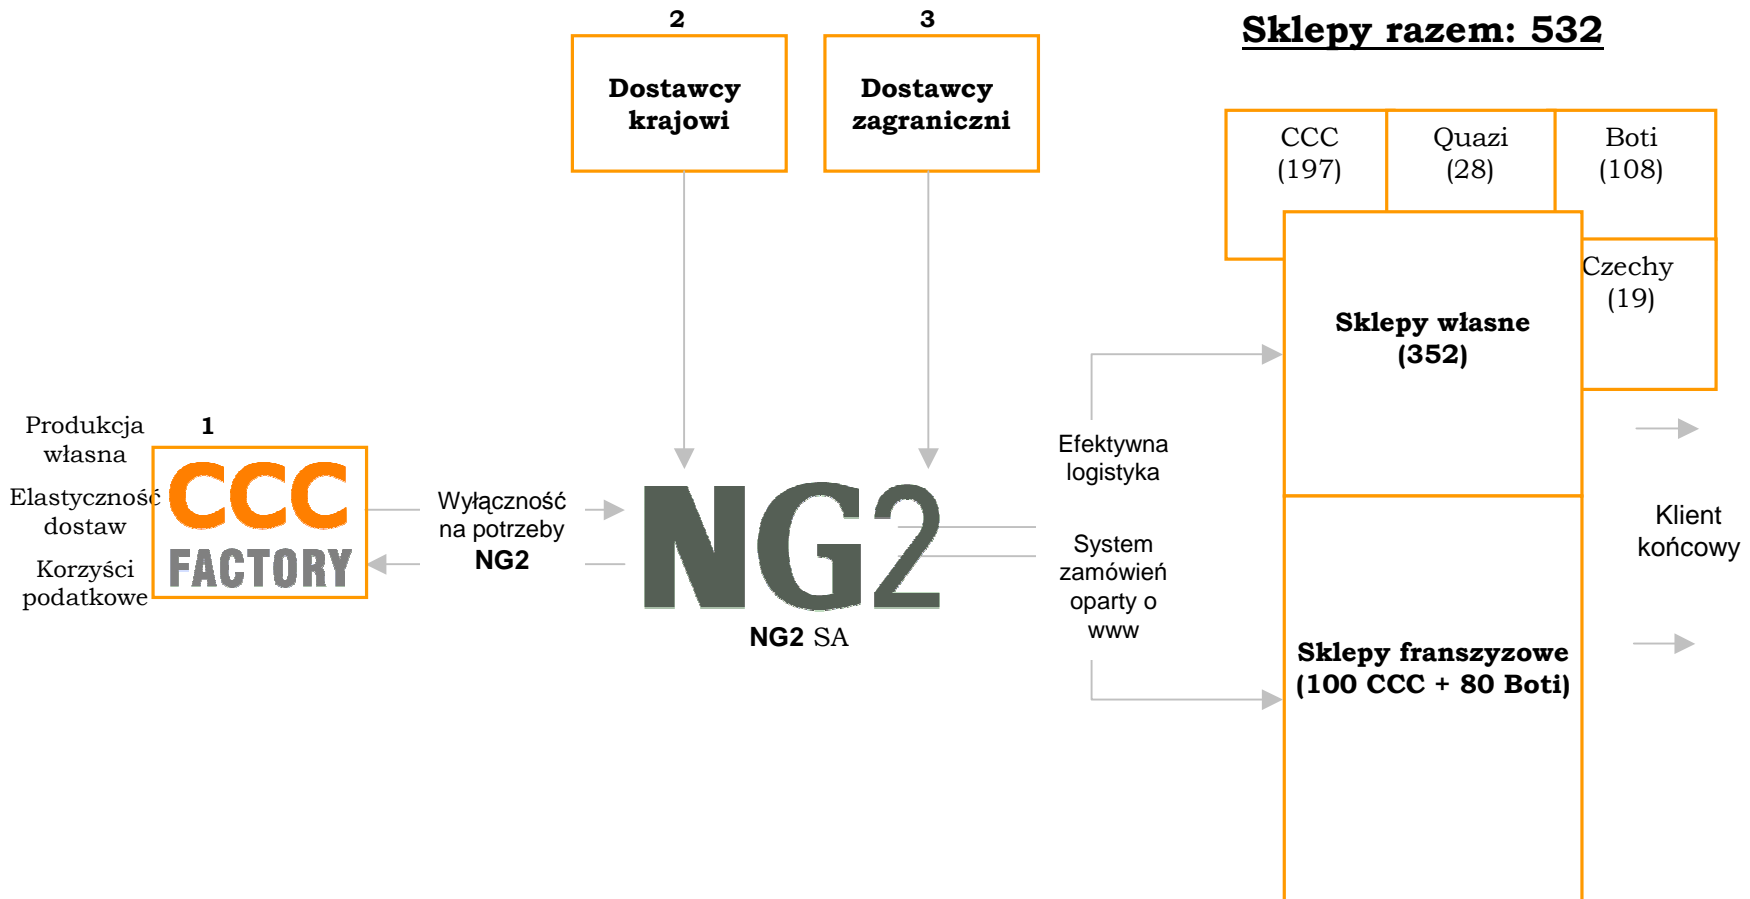 2
3
Sklepy razem: 532
Dostawcy
krajowi
Dostawcy
zagraniczni
CCC
(197)
Quazi
(28)
Boti
(108)
Czechy
(19)
Sklepy własne
(352)
Produkcja
własna
Elastyczność
dostaw
Korzyści
podatkowe
1
CCC
FACTORY
Wyłączność
na potrzeby
NG2
NG2
NG2 SA
Efektywna
logistyka
System
zamówień
oparty o
www
Sklepy franszyzowe
(100 CCC + 80 Boti)
Klient
końcowy